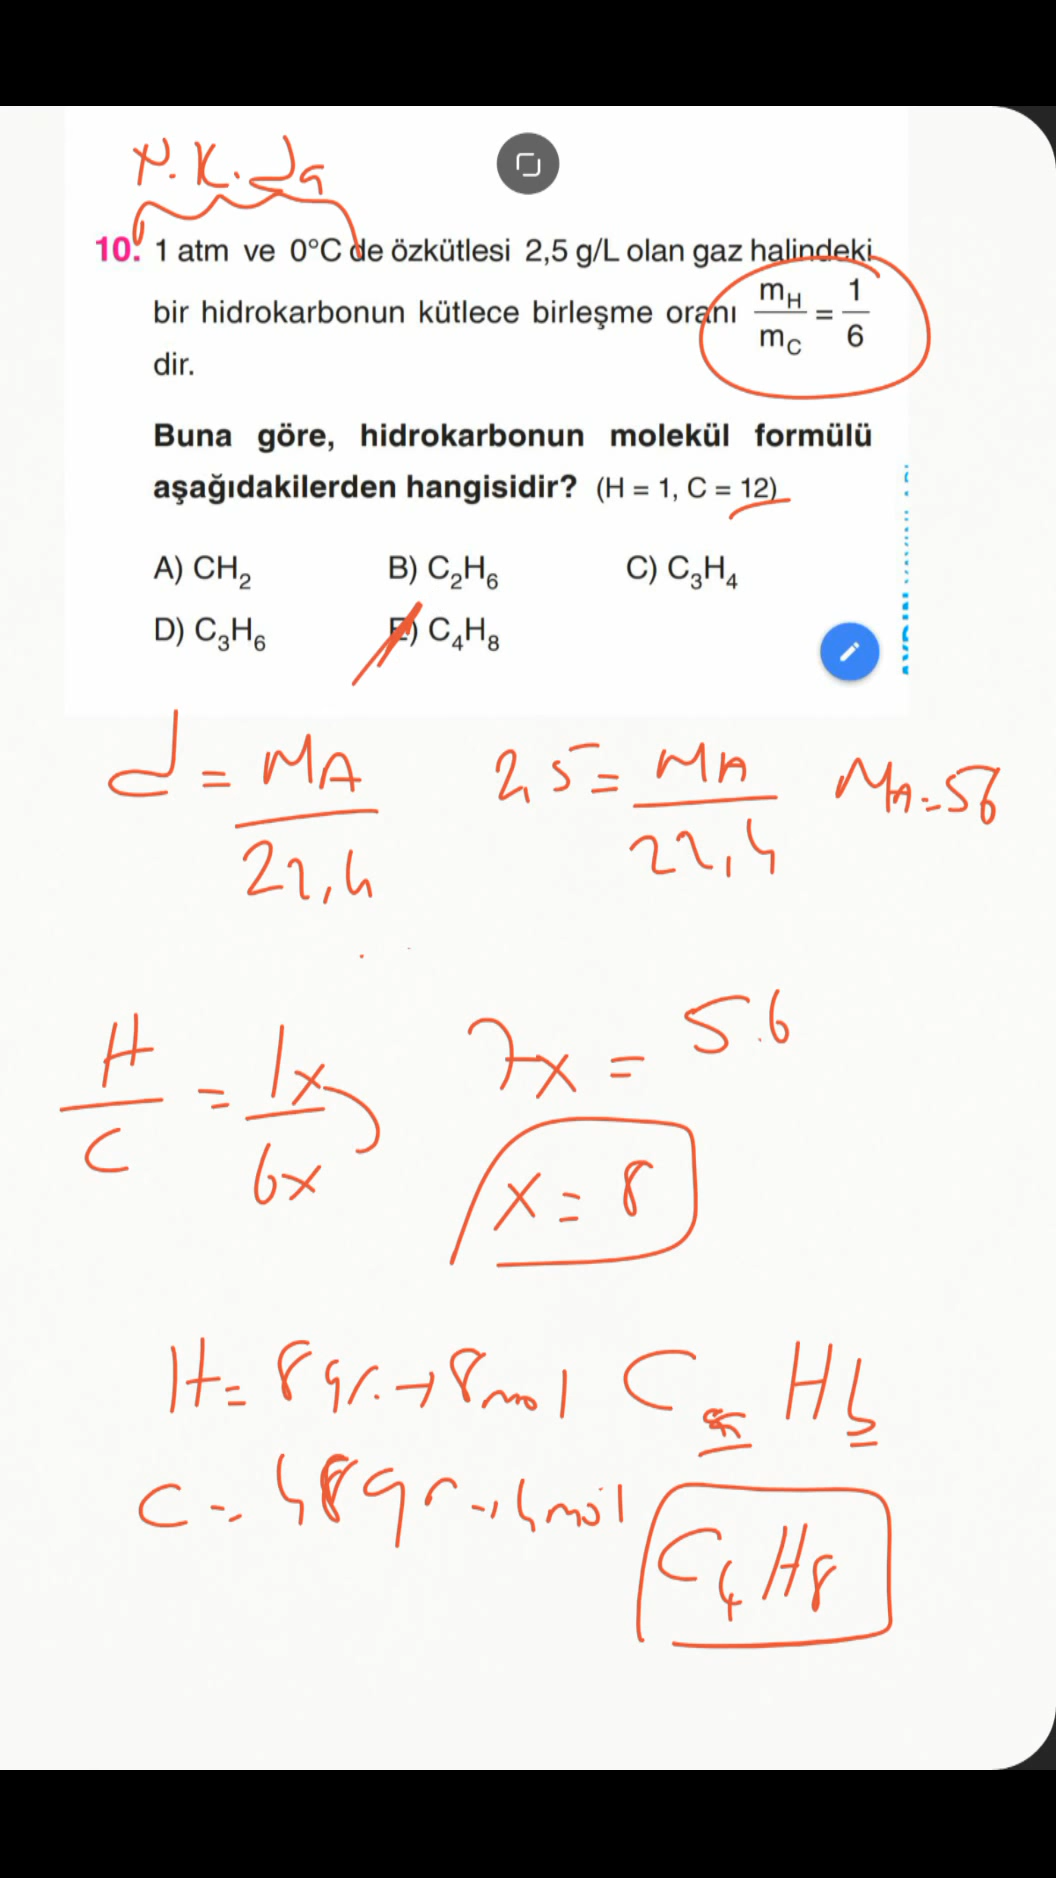 N.K.da
10. 1 atm ve 0°C de özkütlesi 2,5 g/L olan gaz halindeki
bir hidrokarbonun kütlece birleşme oranı mH/mC = 1/6
dir.
Buna göre, hidrokarbonun molekül formülü
aşağıdakilerden hangisidir? (H = 1, C = 12)
A) CH2 B) C2H6 C) C3H4
D) C3H6 E) C4H8
d = MA/22,4 2,5 = MA/22,4 MA=56
H/C = 1x/6x 7x = 56
x = 8
H= 8gr.→8mol CaHb
C= 48gr→4mol
C4H8